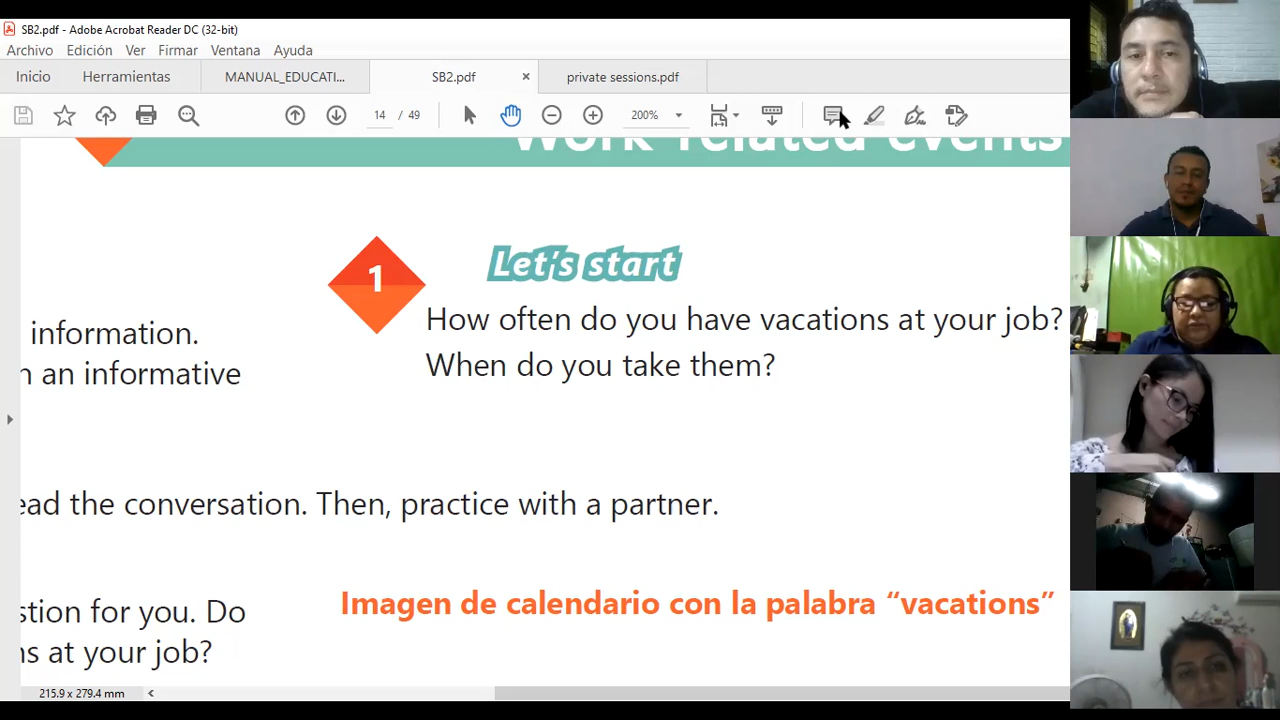 SB2.pdf - Adobe Acrobat Reader DC (32-bit)
Archivo Edición Ver Firmar Ventana Ayuda
Inicio Herramientas MANUAL_EDUCATI... SB2.pdf × private sessions.pdf
14 / 49 200%
Work-related events
1 Let's start
How often do you have vacations at your job?
When do you take them?
information.
an informative
ead the conversation. Then, practice with a partner.
Imagen de calendario con la palabra “vacations”
stion for you. Do
ns at your job?
215.9 x 279.4 mm